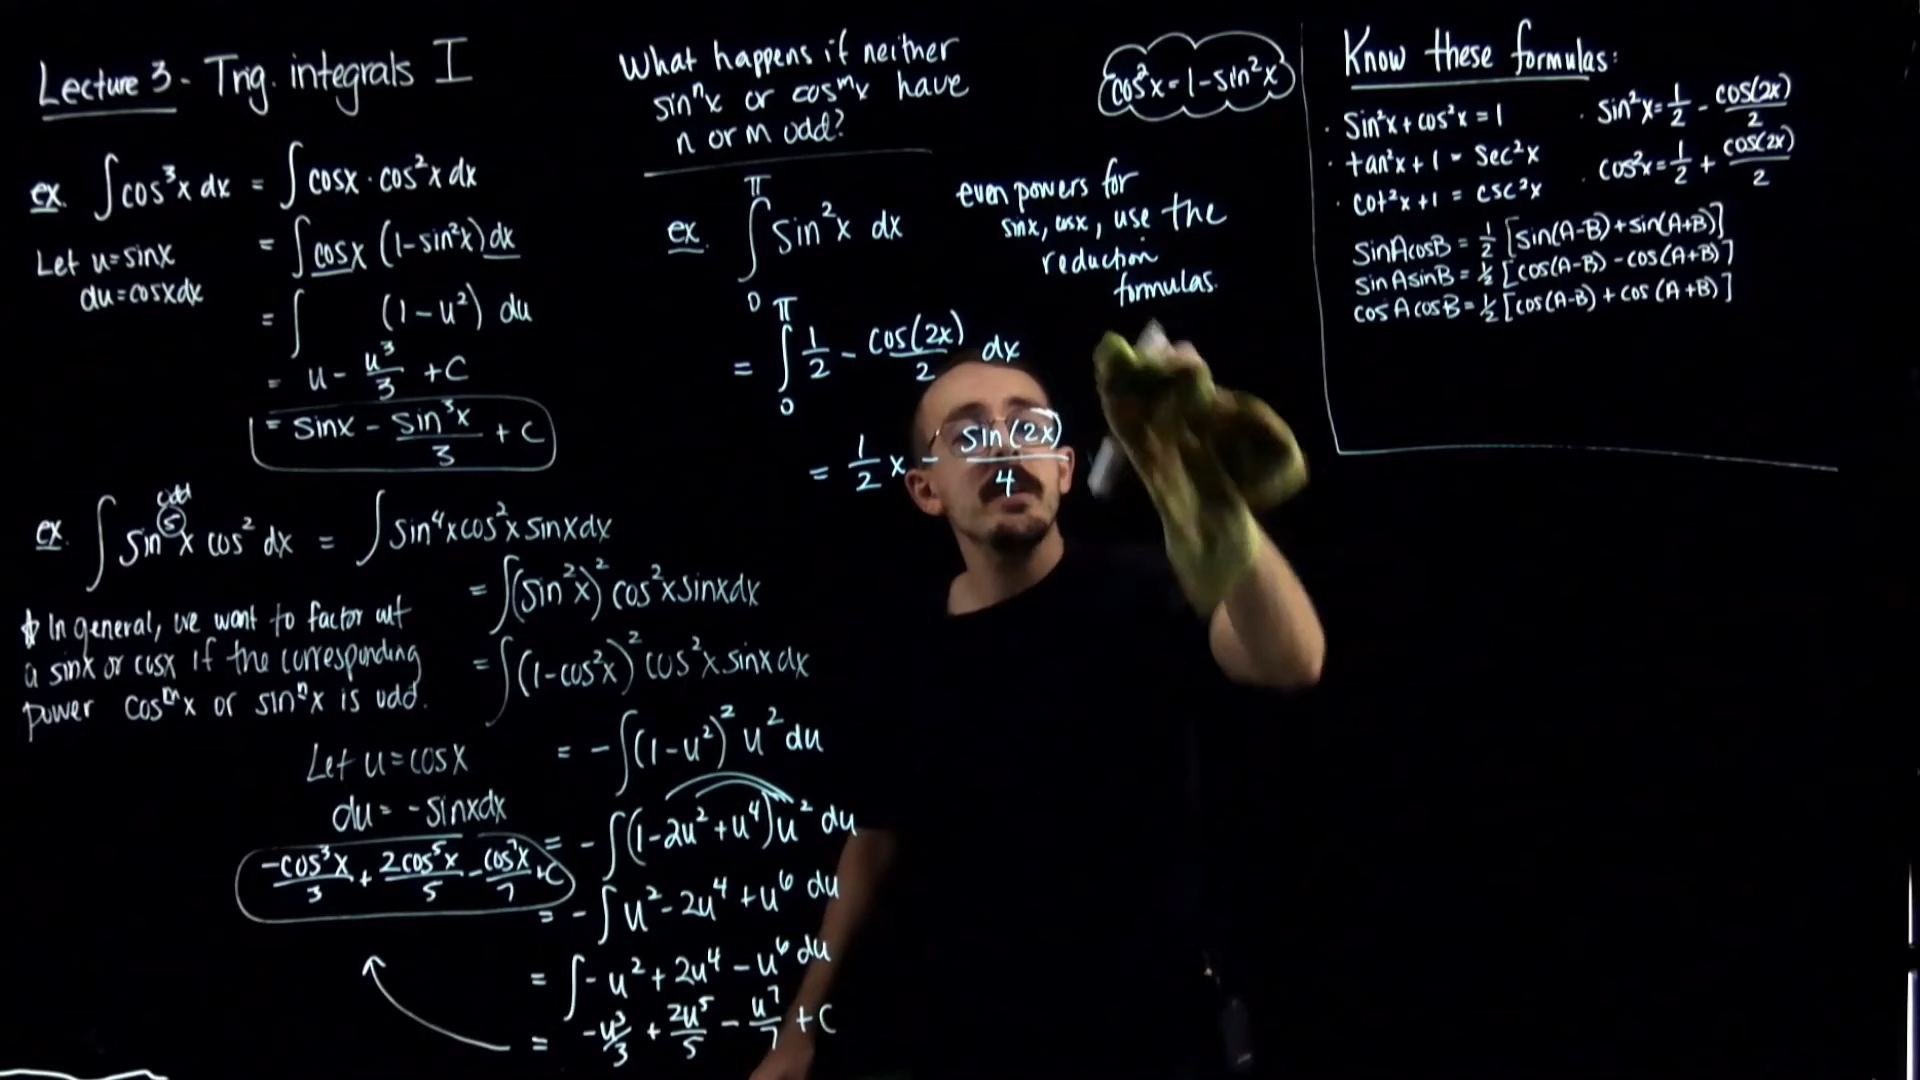 Lecture 3 - Trig. integrals I
ex. ∫cos³x dx = ∫cosx·cos²x dx
Let u=sinx
du=cosxdx
= ∫cosx (1-sin²x)dx
= ∫ (1-u²) du
= u - u³/3 + C
= sinx - sin³x/3 + C
odd
ex. ∫ sin⁵x cos² dx = ∫sin⁴xcos²x sinxdx
= ∫(sin²x)² cos²x sinxdx
= ∫(1-cos²x)² cos²x sinx dx
* In general, we want to factor out
a sinx or cosx if the corresponding
power cosᵐx or sinⁿx is odd.
Let u=cosx
du= -sinxdx
= -∫(1-u²)² u² du
= -∫(1-2u²+u⁴)u² du
= -∫u²-2u⁴+u⁶ du
= ∫-u²+2u⁴-u⁶ du
= -u³/3 + 2u⁵/5 - u⁷/7 + C
-cos³x/3 + 2cos⁵x/5 - cos⁷x/7 + C
What happens if neither
sinⁿx or cosᵐx have
n or m odd?
ex. ∫₀^π sin²x dx
even powers for
sinx, cosx, use the
reduction
formulas.
= ∫₀^π 1/2 - cos(2x)/2 dx
= 1/2 x - sin(2x)/4
cos²x=1-sin²x
Know these formulas:
· sin²x+cos²x=1
· tan²x+1=sec²x
· cot²x+1=csc²x
· sin²x=1/2 - cos(2x)/2
· cos²x=1/2 + cos(2x)/2
sinAcosB = 1/2 [sin(A-B)+sin(A+B)]
sinAsinB = 1/2 [cos(A-B)-cos(A+B)]
cosAcosB = 1/2 [cos(A-B)+cos(A+B)]